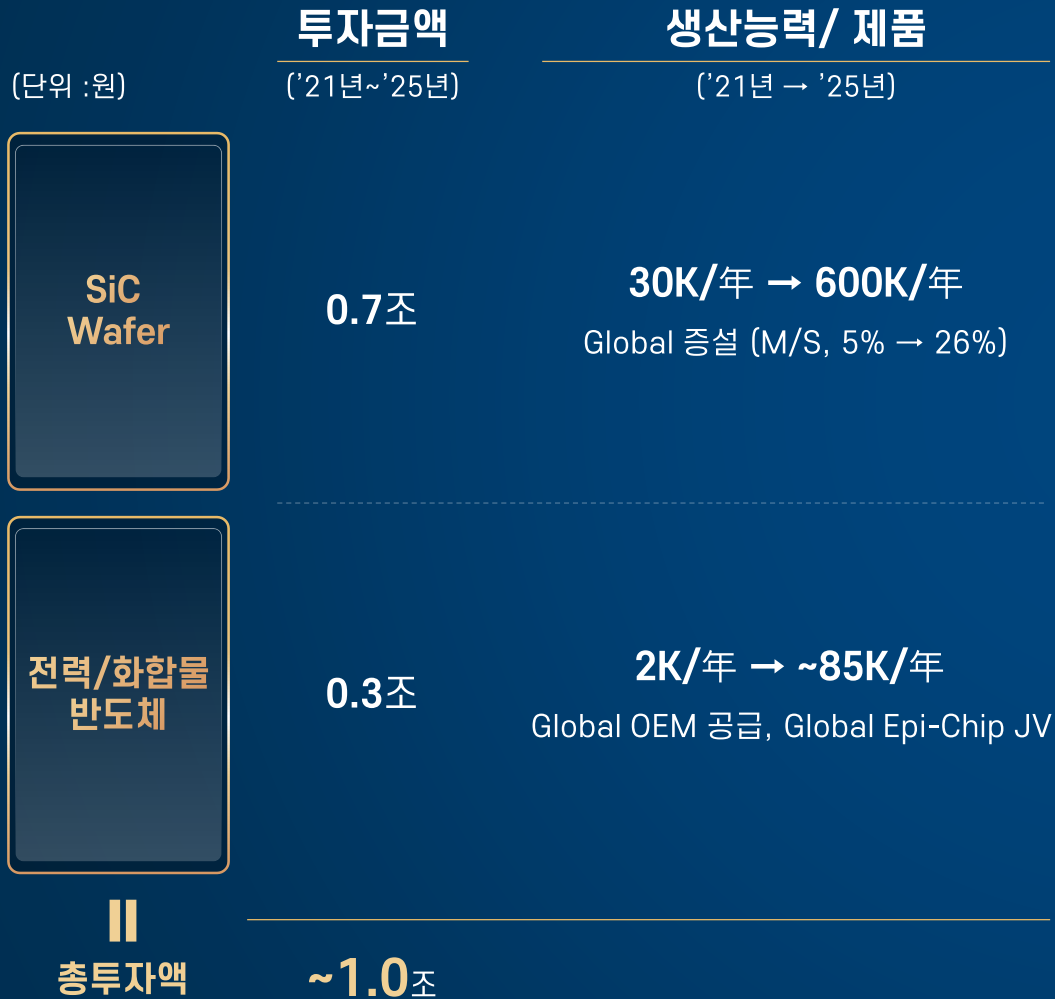 투자금액
생산능력/ 제품
(단위 :원)
('21년~'25년)
('21년 → '25년)
SiC
Wafer
0.7조
30K/年 → 600K/年
Global 증설 (M/S, 5% → 26%)
전력/화합물
반도체
0.3조
2K/年 → ~85K/年
Global OEM 공급, Global Epi-Chip JV
총투자액
~1.0조